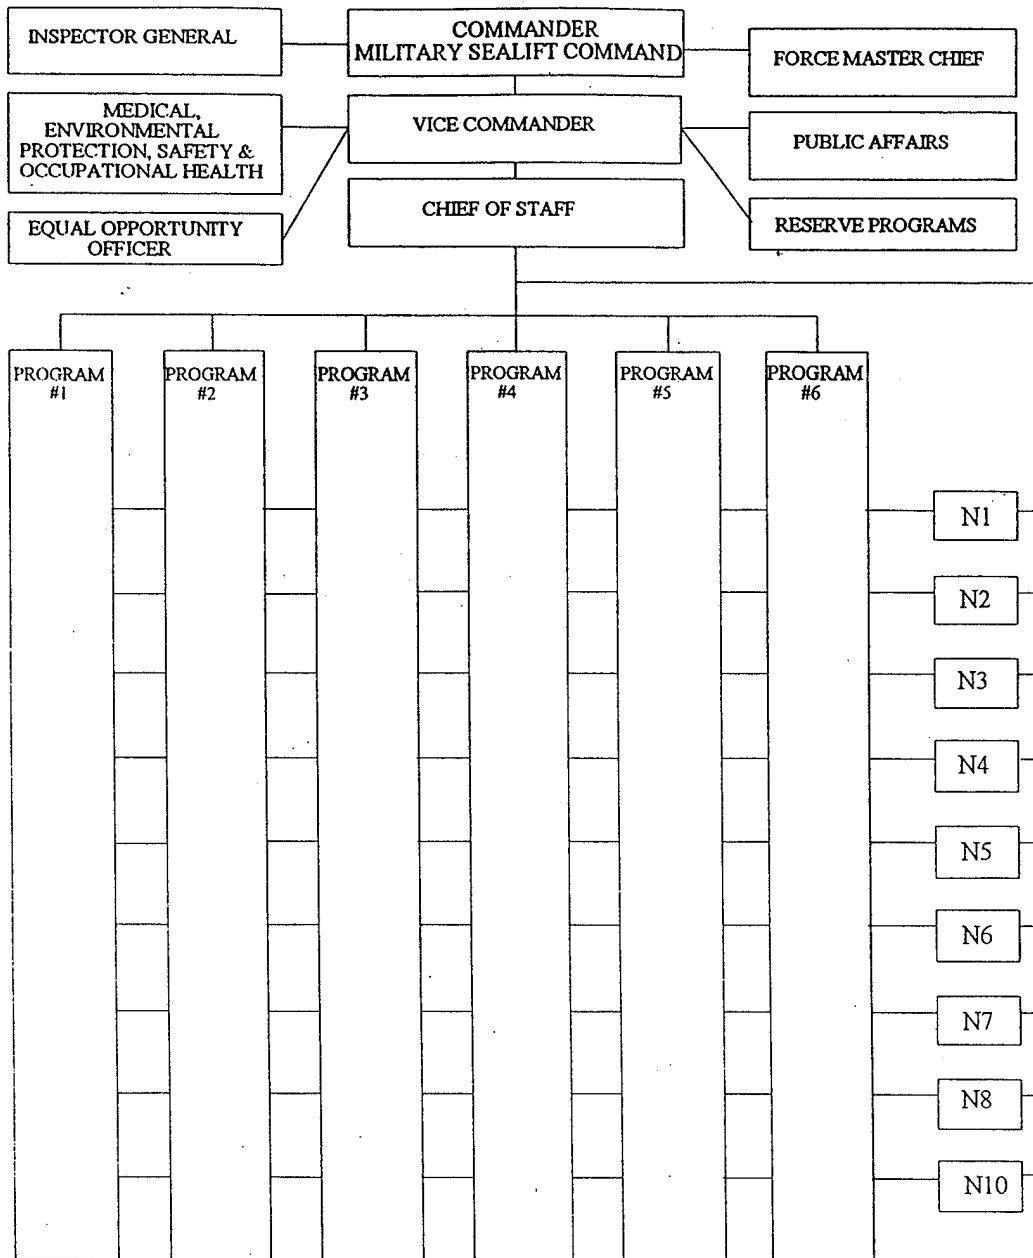 INSPECTOR GENERAL
COMMANDER
MILITARY SEALIFT COMMAND
FORCE MASTER CHIEF
MEDICAL,
ENVIRONMENTAL
PROTECTION, SAFETY &
OCCUPATIONAL HEALTH
VICE COMMANDER
PUBLIC AFFAIRS
EQUAL OPPORTUNITY
OFFICER
CHIEF OF STAFF
RESERVE PROGRAMS
PROGRAM
#1
PROGRAM
#2
PROGRAM
#3
PROGRAM
#4
PROGRAM
#5
PROGRAM
#6
N1
N2
N3
N4
N5
N6
N7
N8
N10